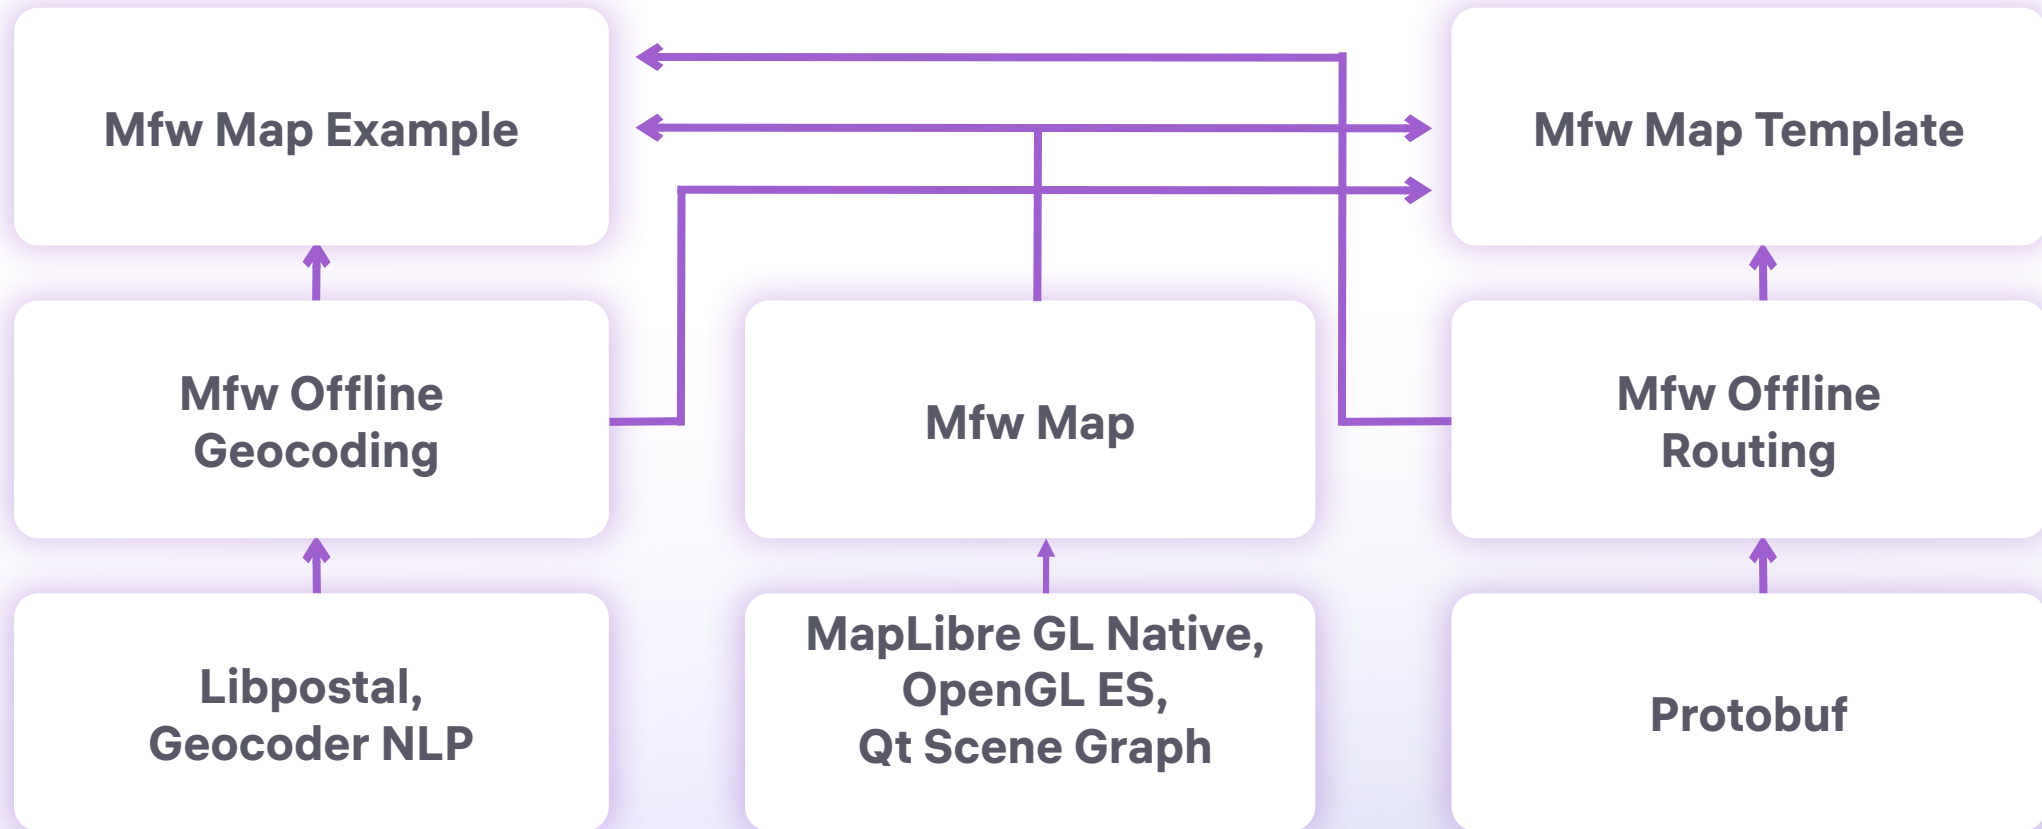 Mfw Map Example
Mfw Map Template
Mfw Offline
Geocoding
Mfw Map
Mfw Offline
Routing
Libpostal,
Geocoder NLP
MapLibre GL Native,
OpenGL ES,
Qt Scene Graph
Protobuf